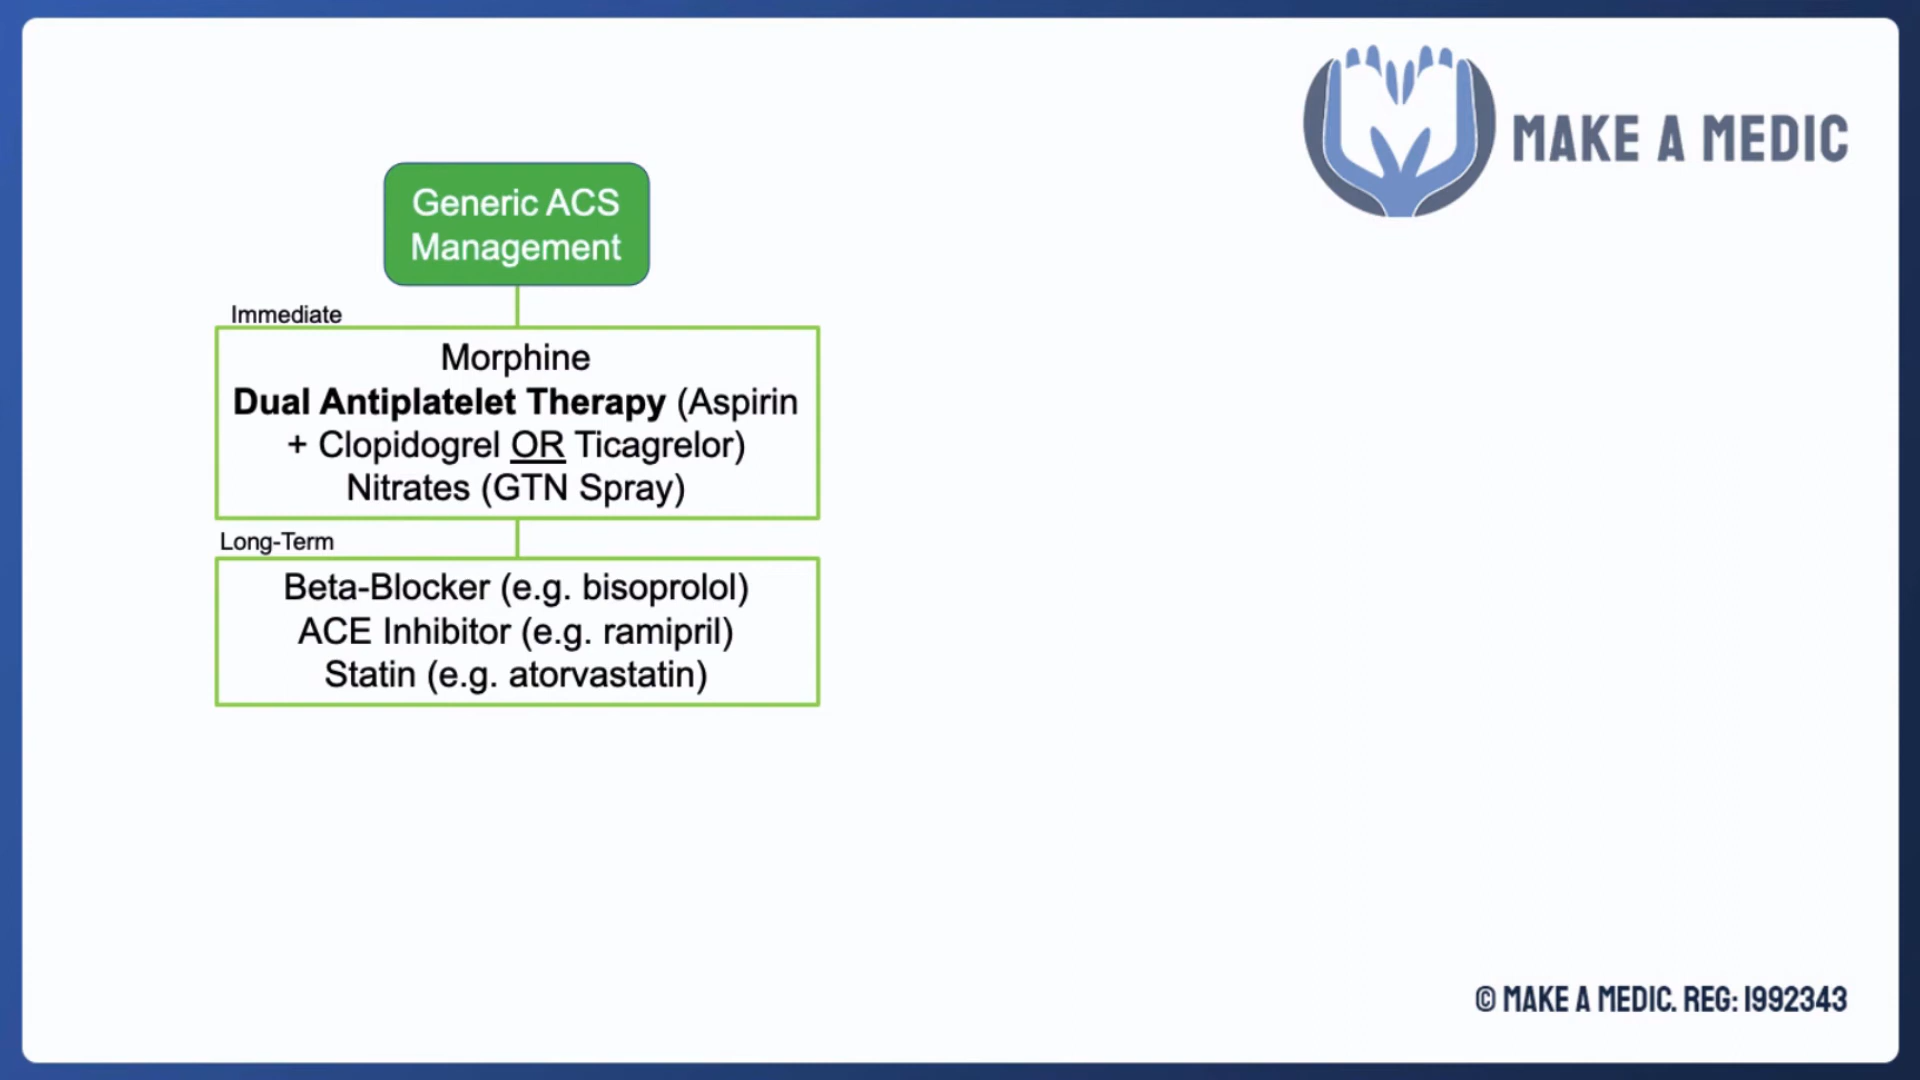 MAKE A MEDIC
Generic ACS
Management
Immediate
Morphine
Dual Antiplatelet Therapy (Aspirin
+ Clopidogrel OR Ticagrelor)
Nitrates (GTN Spray)
Long-Term
Beta-Blocker (e.g. bisoprolol)
ACE Inhibitor (e.g. ramipril)
Statin (e.g. atorvastatin)
© MAKE A MEDIC. REG: 1992343